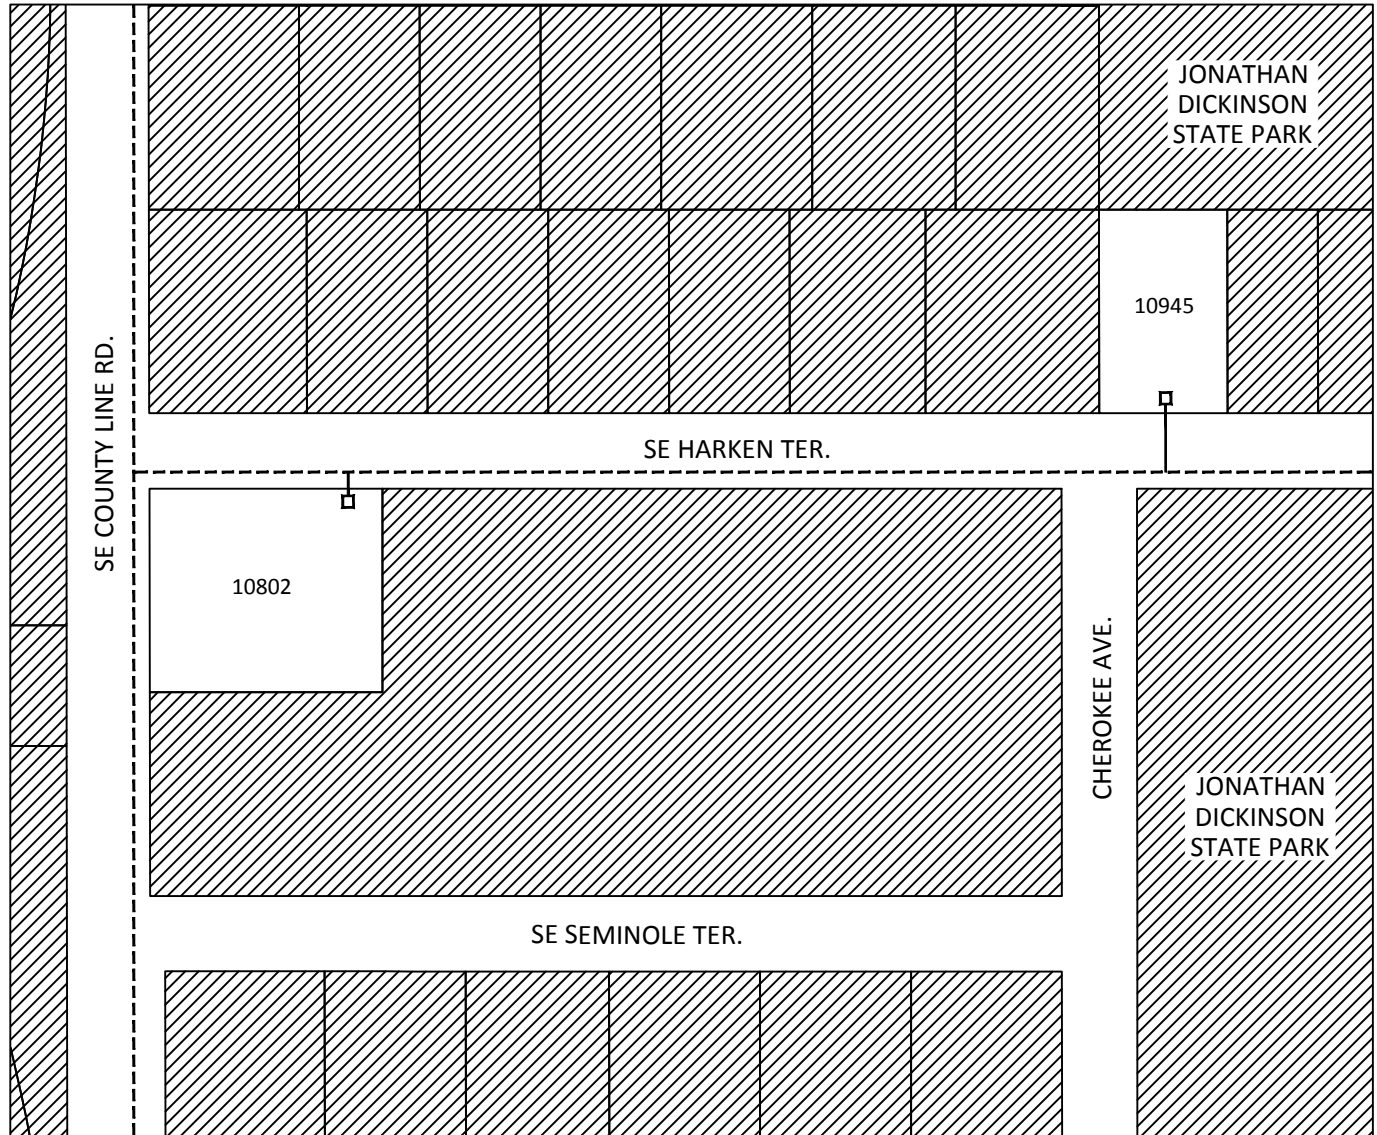 JONATHAN
DICKINSON
STATE PARK
10945
SE COUNTY LINE RD.
SE HARKEN TER.
10802
CHEROKEE AVE.
JONATHAN
DICKINSON
STATE PARK
SE SEMINOLE TER.